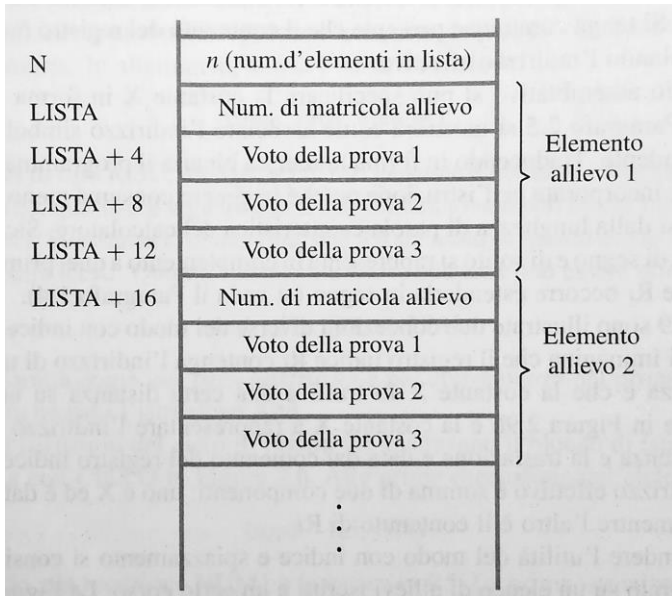 N n (num.d'elementi in lista)
LISTA Num. di matricola allievo
LISTA + 4 Voto della prova 1
LISTA + 8 Voto della prova 2
LISTA + 12 Voto della prova 3
Elemento
allievo 1
LISTA + 16 Num. di matricola allievo
Voto della prova 1
Voto della prova 2
Voto della prova 3
Elemento
allievo 2